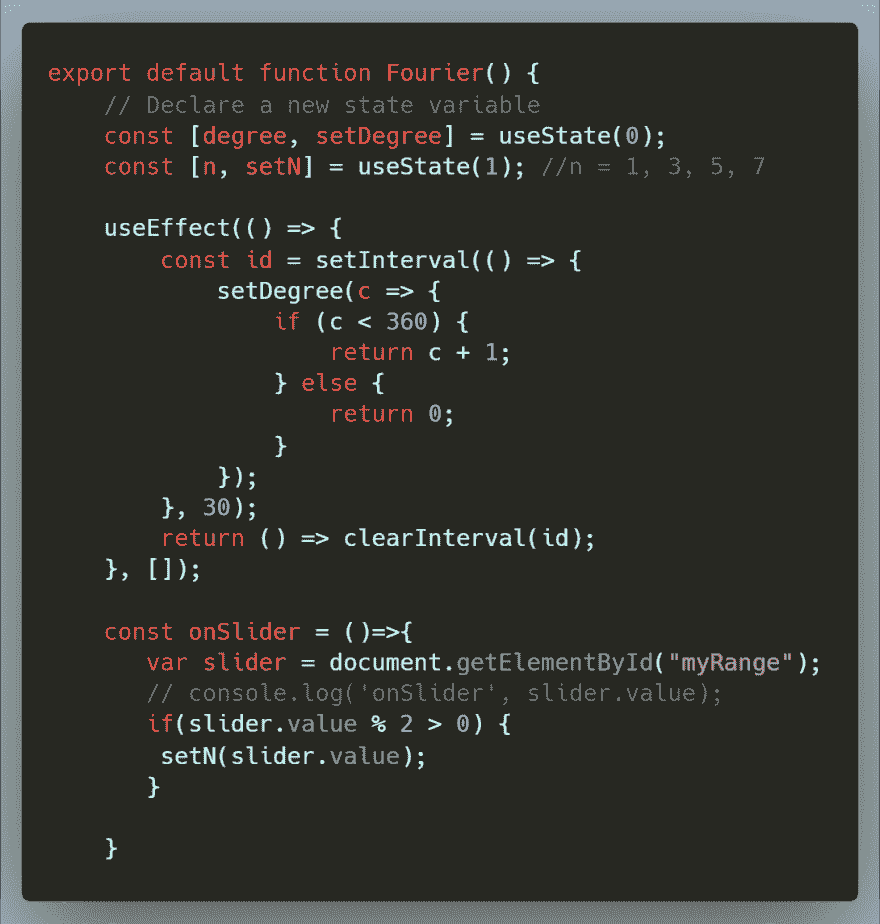 export default function Fourier() {
    // Declare a new state variable
    const [degree, setDegree] = useState(0);
    const [n, setN] = useState(1); //n = 1, 3, 5, 7

    useEffect(() => {
        const id = setInterval(() => {
            setDegree(c => {
                if (c < 360) {
                    return c + 1;
                } else {
                    return 0;
                }
            });
        }, 30);
        return () => clearInterval(id);
    }, []);

    const onSlider = ()=>{
       var slider = document.getElementById("myRange");
       // console.log('onSlider', slider.value);
       if(slider.value % 2 > 0) {
        setN(slider.value);
       }

    }